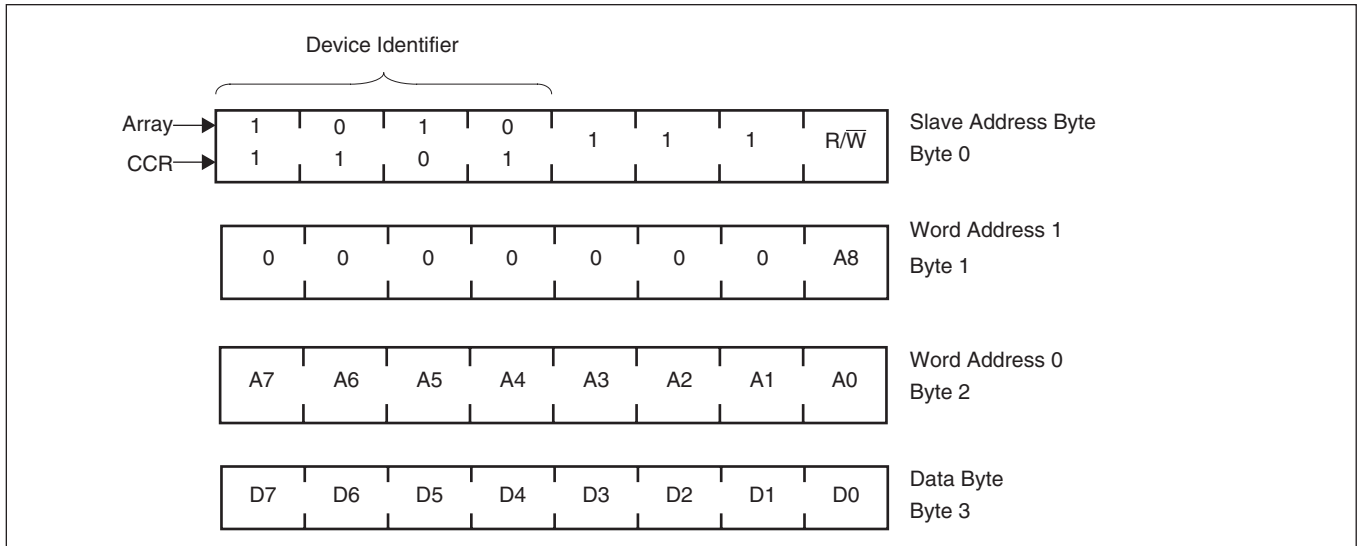 Device Identifier
Array 1 0 1 0 1 1 1 R/W̅ Slave Address Byte
CCR 1 1 0 1 Byte 0
Word Address 1
0 0 0 0 0 0 0 A8 Byte 1
Word Address 0
A7 A6 A5 A4 A3 A2 A1 A0 Byte 2
Data Byte
D7 D6 D5 D4 D3 D2 D1 D0 Byte 3